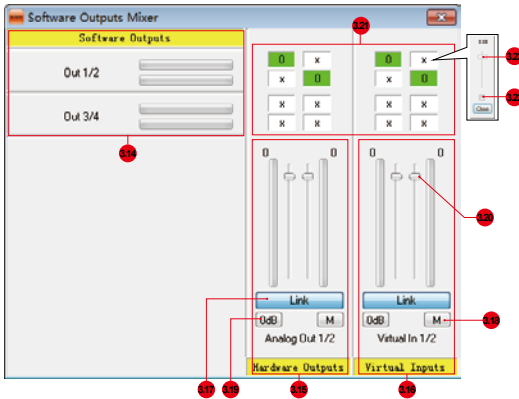 Software Outputs Mixer
3.21
Software Outputs
Out 1/2
Out 3/4
3.14
0 x
x 0
x x
x x
0 x
x 0
x x
x x
0.00
Close
0 0
0 0
3.20
Link
Link
3.18
0dB M
0dB M
Analog Out 1/2
Virtual In 1/2
Hardware Outputs
Virtual Inputs
3.17
3.19
3.15
3.16